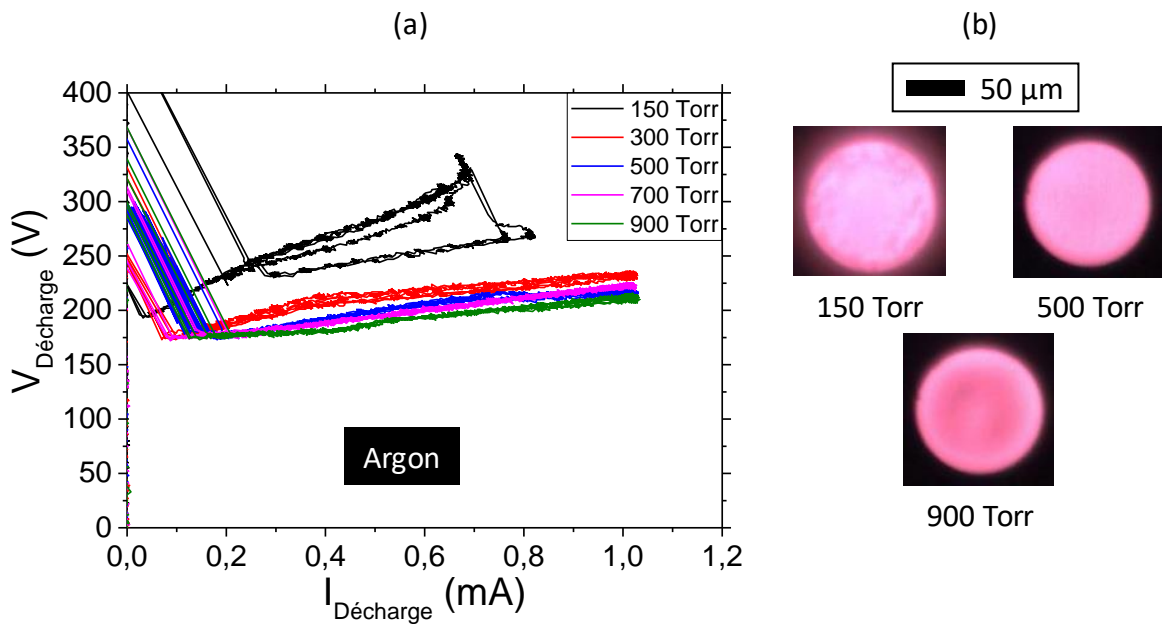 (a)
(b)
400
350
300
250
200
150
100
50
0
V_Décharge (V)
0,0
0,2
0,4
0,6
0,8
1,0
1,2
I_Décharge (mA)
150 Torr
300 Torr
500 Torr
700 Torr
900 Torr
Argon
50 µm
150 Torr
500 Torr
900 Torr